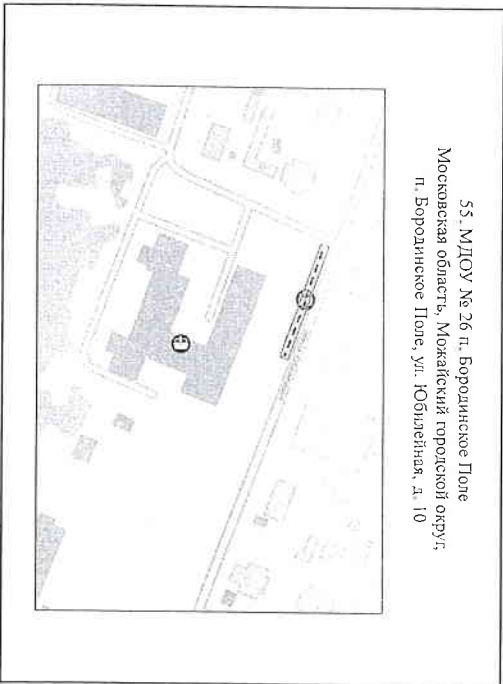 55. МДОУ № 26 п. Бородинское Поле
Московская область, Можайский городской округ,
п. Бородинское Поле, ул. Юбилейная, д. 10